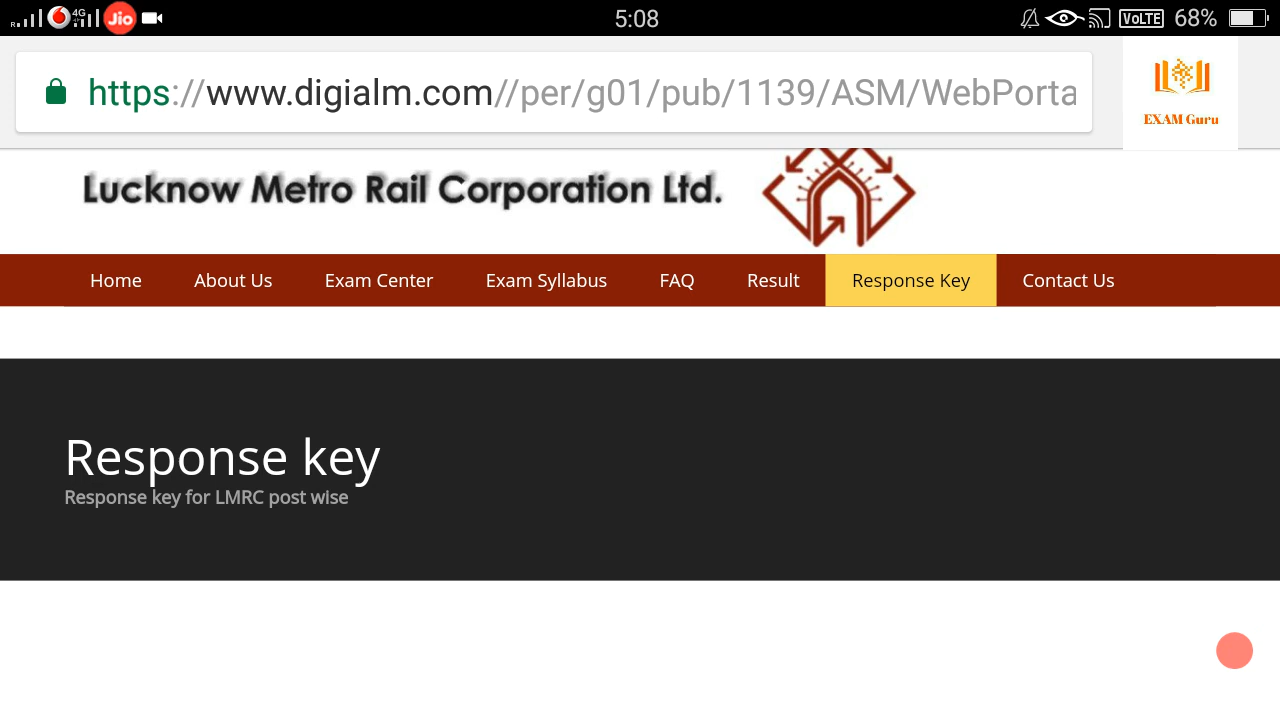 R 4G Jio 5:08 VoLTE 68%
https://www.digialm.com//per/g01/pub/1139/ASM/WebPorta
EXAM Guru
Lucknow Metro Rail Corporation Ltd.
Home About Us Exam Center Exam Syllabus FAQ Result Response Key Contact Us
Response key
Response key for LMRC post wise